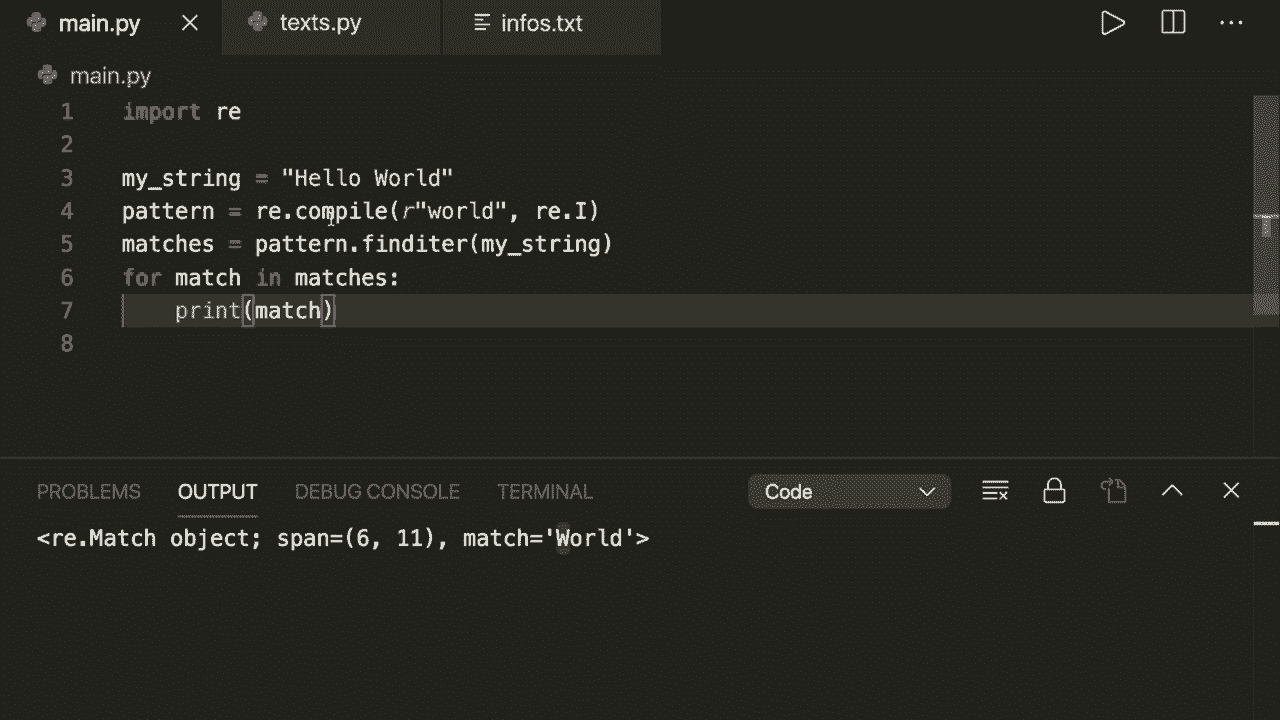 main.py texts.py infos.txt
main.py
1 import re
2
3 my_string = "Hello World"
4 pattern = re.compile(r"world", re.I)
5 matches = pattern.finditer(my_string)
6 for match in matches:
7     print(match)
8
PROBLEMS OUTPUT DEBUG CONSOLE TERMINAL Code
<re.Match object; span=(6, 11), match='World'>